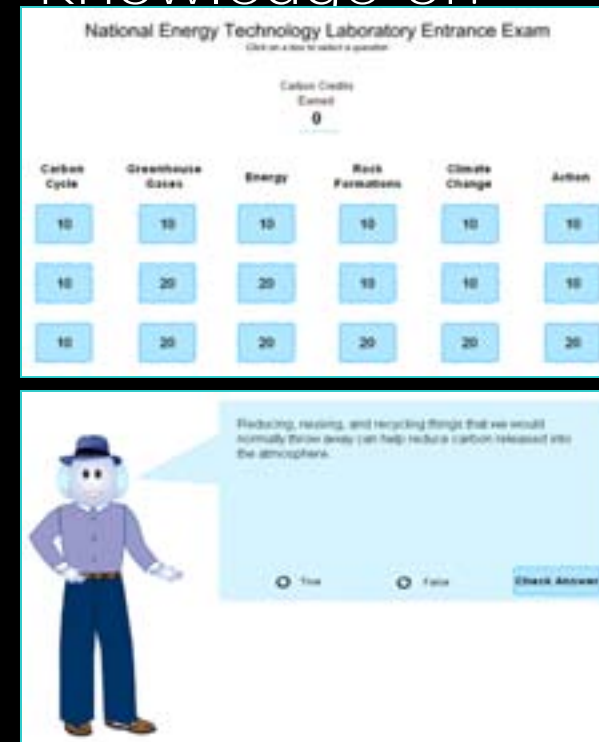 Knowledge on
National Energy Technology Laboratory Entrance Exam
Click on a box to select a question
Carbon Credits
Earned
0
Carbon Cycle Greenhouse Gases Energy Rock Formations Climate Change Action
10 10 10 10 10 10
10 20 20 10 10 10
10 20 20 20 20 20
Reducing, reusing, and recycling things that we would
normally throw away can help reduce carbon released into
the atmosphere.
True False Check Answer